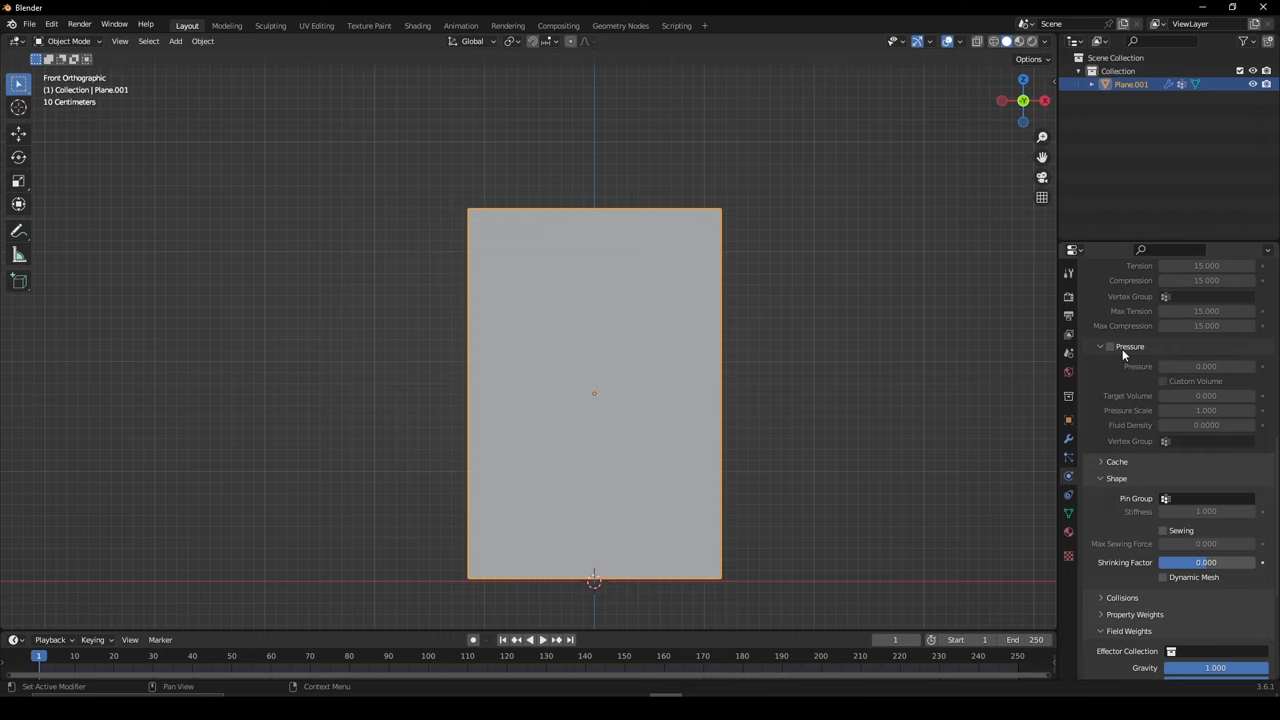 Blender
File Edit Render Window Help
Layout Modeling Sculpting UV Editing Texture Paint Shading Animation Rendering Compositing Geometry Nodes Scripting +
Scene
ViewLayer
Object Mode View Select Add Object
Global
Options
Front Orthographic
(1) Collection | Plane.001
10 Centimeters
Z
Y
X
Scene Collection
Collection
Plane.001
Tension 15.000
Compression 15.000
Vertex Group
Max Tension 15.000
Max Compression 15.000
Pressure
Pressure 0.000
Custom Volume
Target Volume 0.000
Pressure Scale 1.000
Fluid Density 0.0000
Vertex Group
Cache
Shape
Pin Group
Stiffness 1.000
Sewing
Max Sewing Force 0.000
Shrinking Factor 0.000
Dynamic Mesh
Collisions
Property Weights
Field Weights
Effector Collection
Gravity 1.000
Playback Keying View Marker
1 Start 1 End 250
1 10 20 30 40 50 60 70 80 90 100 110 120 130 140 150 160 170 180 190 200 210 220 230 240 250
Set Active Modifier Pan View Context Menu
3.6.1